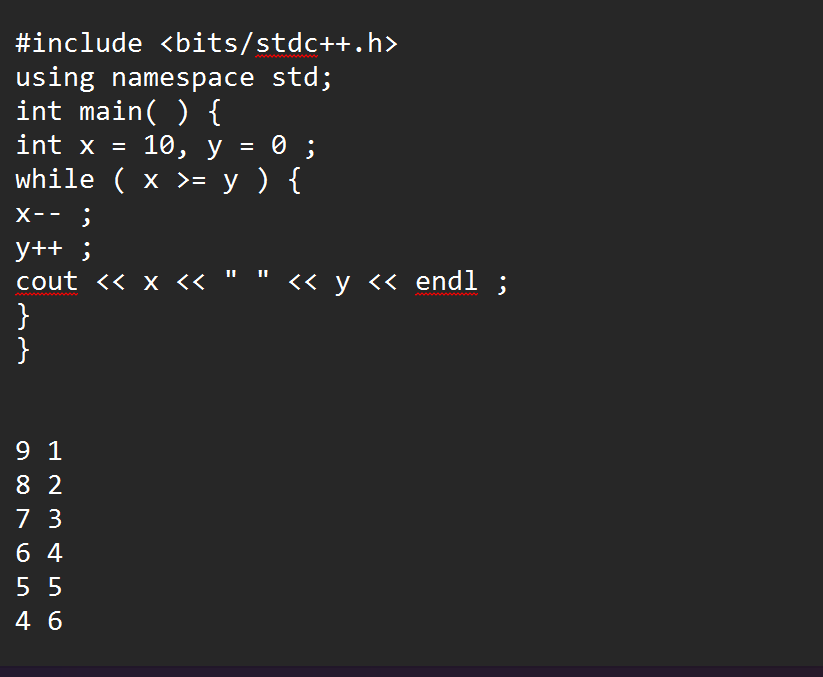 #include <bits/stdc++.h>
using namespace std;
int main( ) {
int x = 10, y = 0 ;
while ( x >= y ) {
x-- ;
y++ ;
cout << x << " " << y << endl ;
}
}
9 1
8 2
7 3
6 4
5 5
4 6